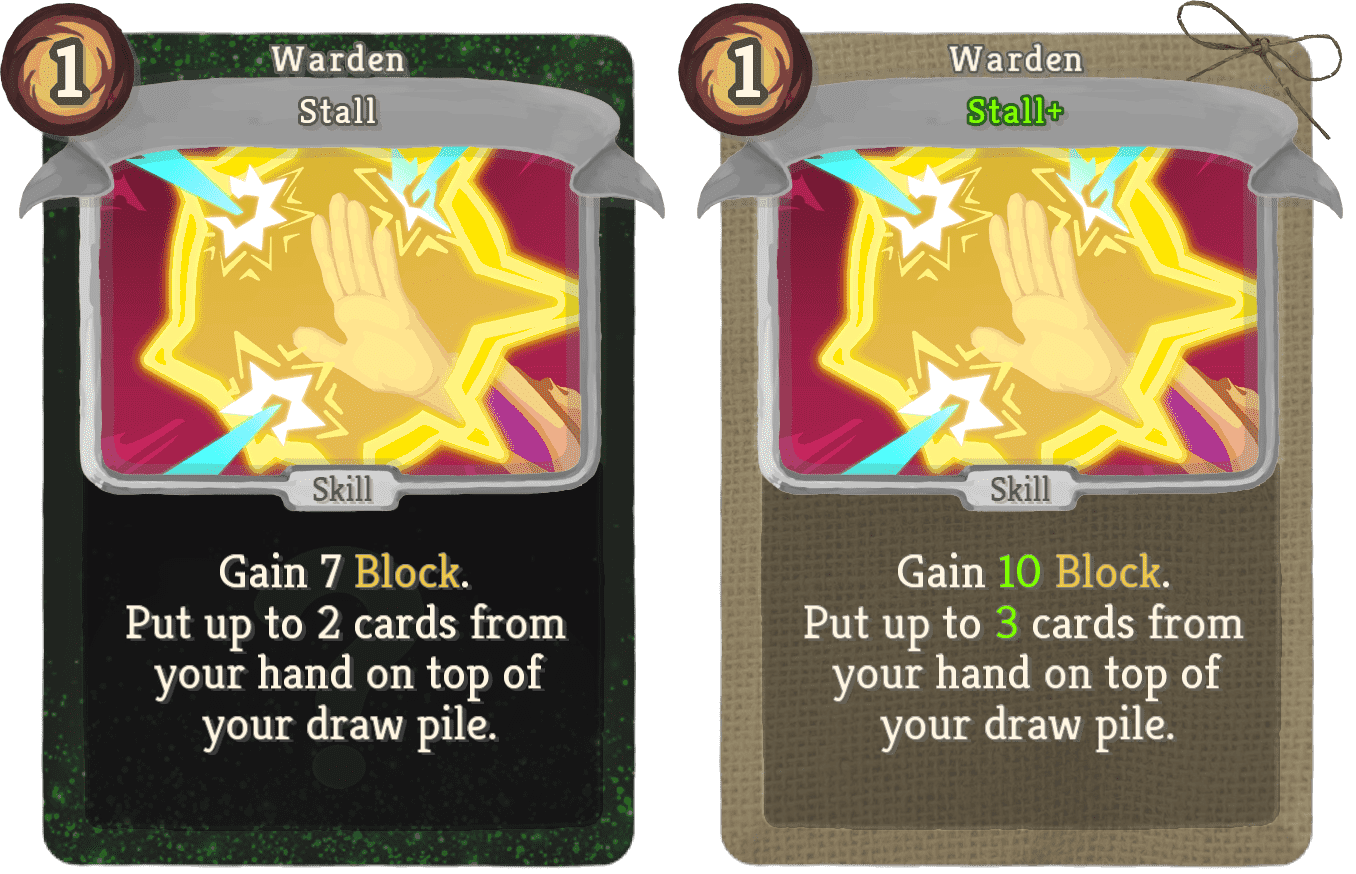 1
Warden
Stall
Skill
Gain 7 Block.
Put up to 2 cards from
your hand on top of
your draw pile.
1
Warden
Stall+
Skill
Gain 10 Block.
Put up to 3 cards from
your hand on top of
your draw pile.